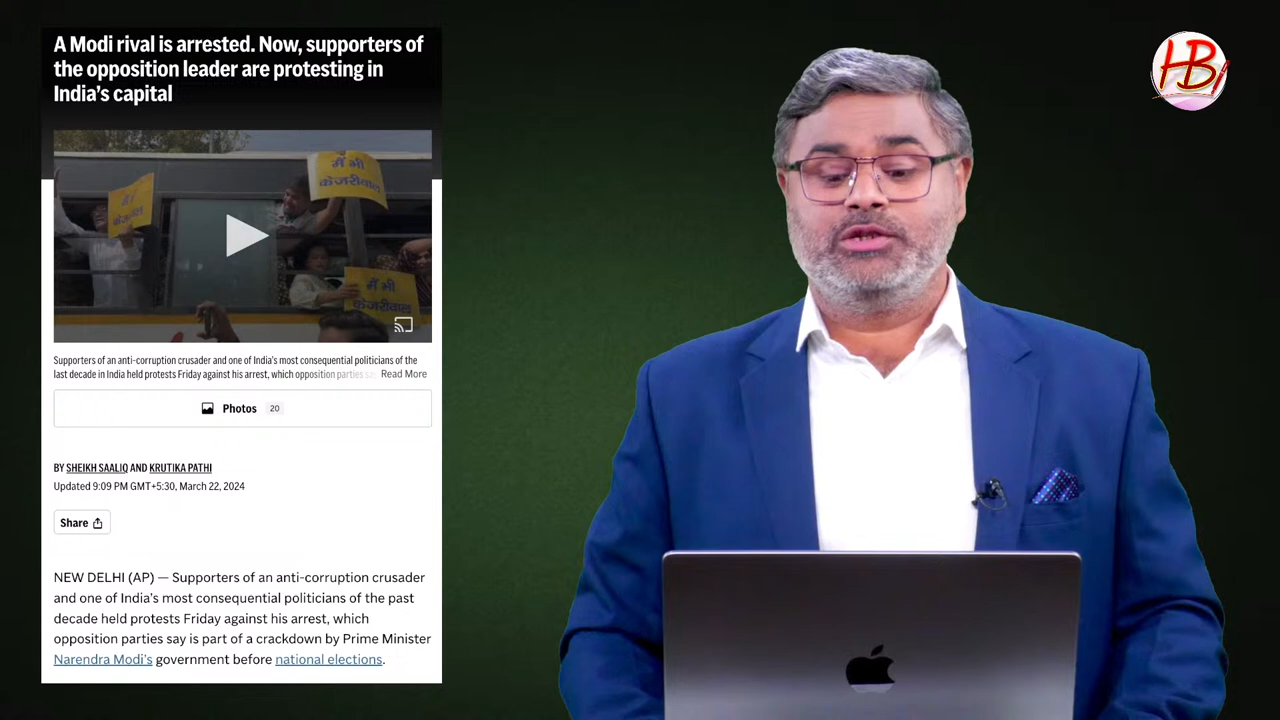 A Modi rival is arrested. Now, supporters of
the opposition leader are protesting in
India’s capital
मैं भी
केजरीवाल
मैं भी
केजरीवाल
Supporters of an anti-corruption crusader and one of India’s most consequential politicians of the
last decade in India held protests Friday against his arrest, which opposition parties
Read More
Photos 20
BY SHEIKH SAALIQ AND KRUTIKA PATHI
Updated 9:09 PM GMT+5:30, March 22, 2024
Share
NEW DELHI (AP) — Supporters of an anti-corruption crusader
and one of India’s most consequential politicians of the past
decade held protests Friday against his arrest, which
opposition parties say is part of a crackdown by Prime Minister
Narendra Modi’s government before national elections.
HB